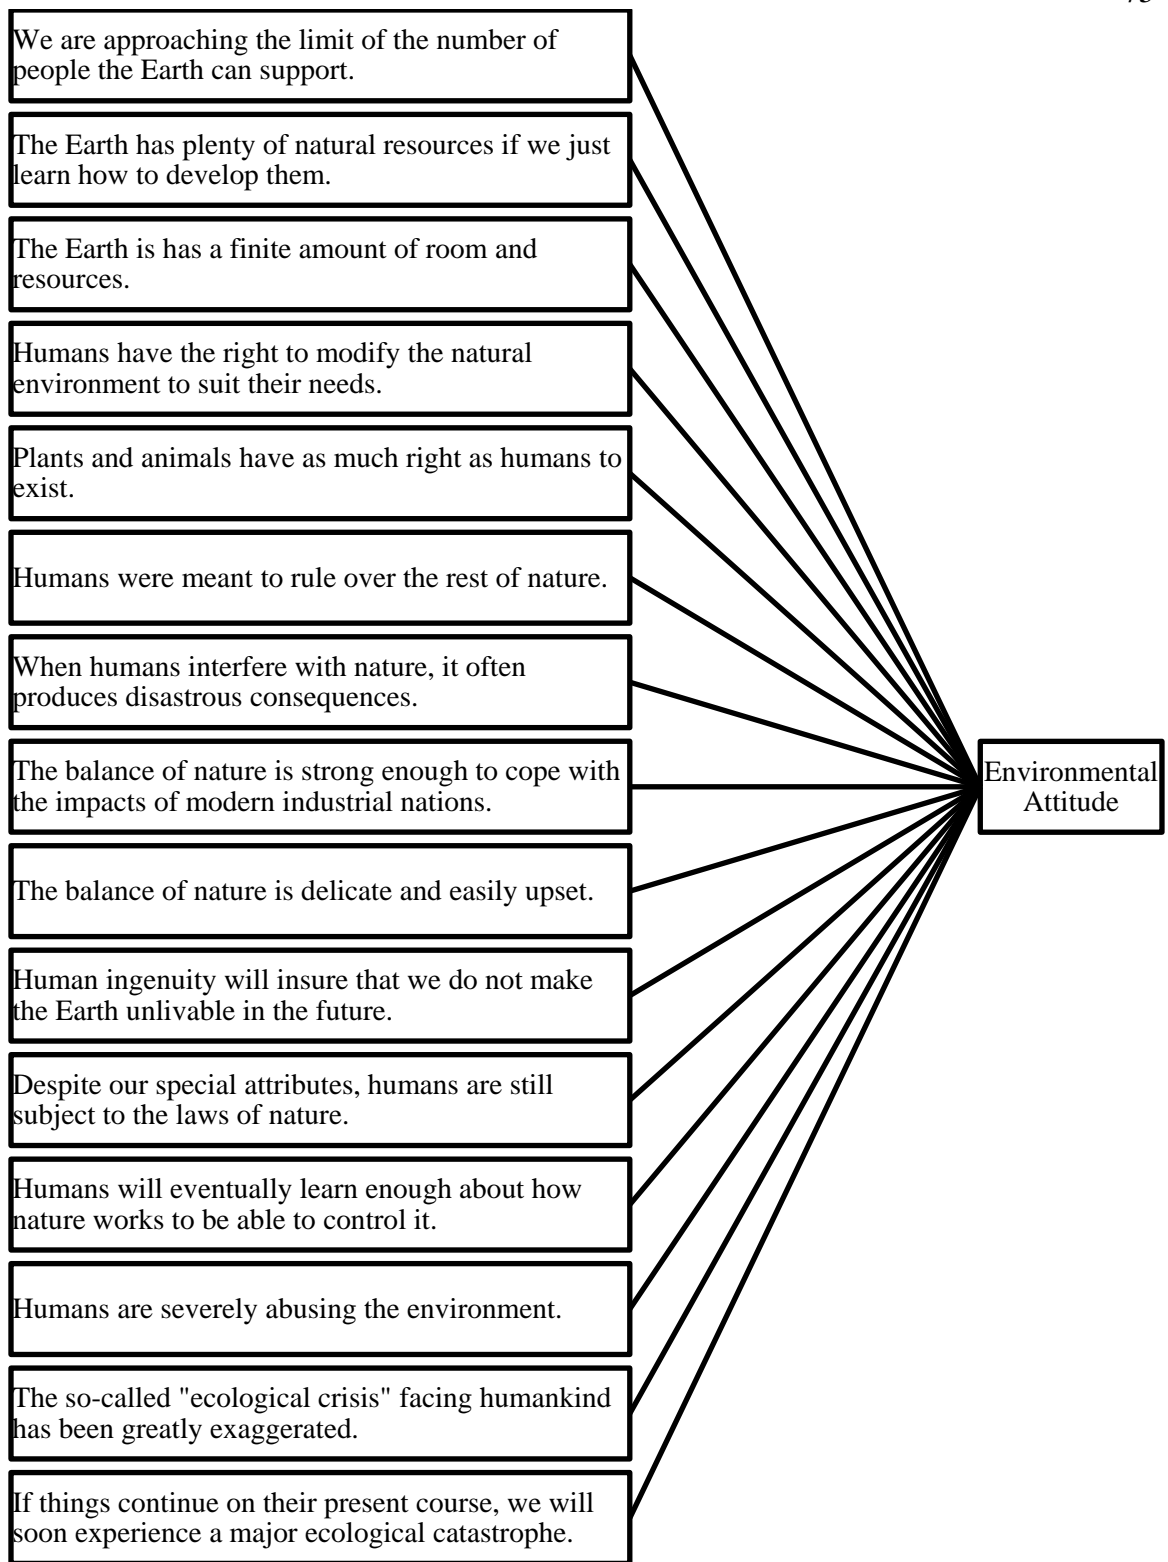 We are approaching the limit of the number of
people the Earth can support.
The Earth has plenty of natural resources if we just
learn how to develop them.
The Earth is has a finite amount of room and
resources.
Humans have the right to modify the natural
environment to suit their needs.
Plants and animals have as much right as humans to
exist.
Humans were meant to rule over the rest of nature.
When humans interfere with nature, it often
produces disastrous consequences.
The balance of nature is strong enough to cope with
the impacts of modern industrial nations.
The balance of nature is delicate and easily upset.
Human ingenuity will insure that we do not make
the Earth unlivable in the future.
Despite our special attributes, humans are still
subject to the laws of nature.
Humans will eventually learn enough about how
nature works to be able to control it.
Humans are severely abusing the environment.
The so-called "ecological crisis" facing humankind
has been greatly exaggerated.
If things continue on their present course, we will
soon experience a major ecological catastrophe.
Environmental
Attitude